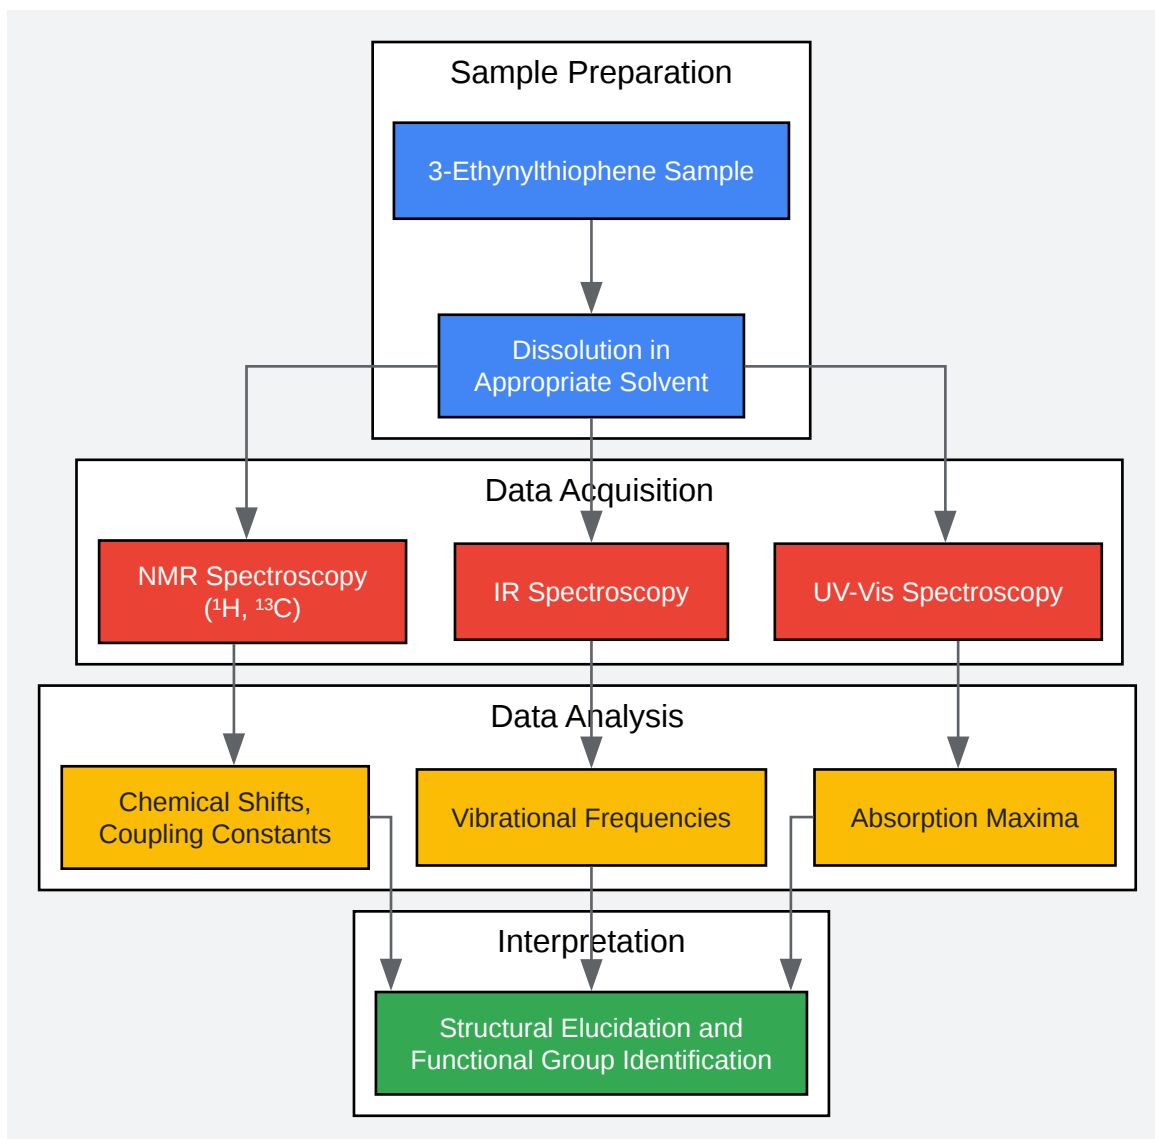 Sample Preparation
3-Ethynylthiophene Sample
Dissolution in
Appropriate Solvent
Data Acquisition
NMR Spectroscopy
(¹H, ¹³C)
IR Spectroscopy
UV-Vis Spectroscopy
Data Analysis
Chemical Shifts,
Coupling Constants
Vibrational Frequencies
Absorption Maxima
Interpretation
Structural Elucidation and
Functional Group Identification